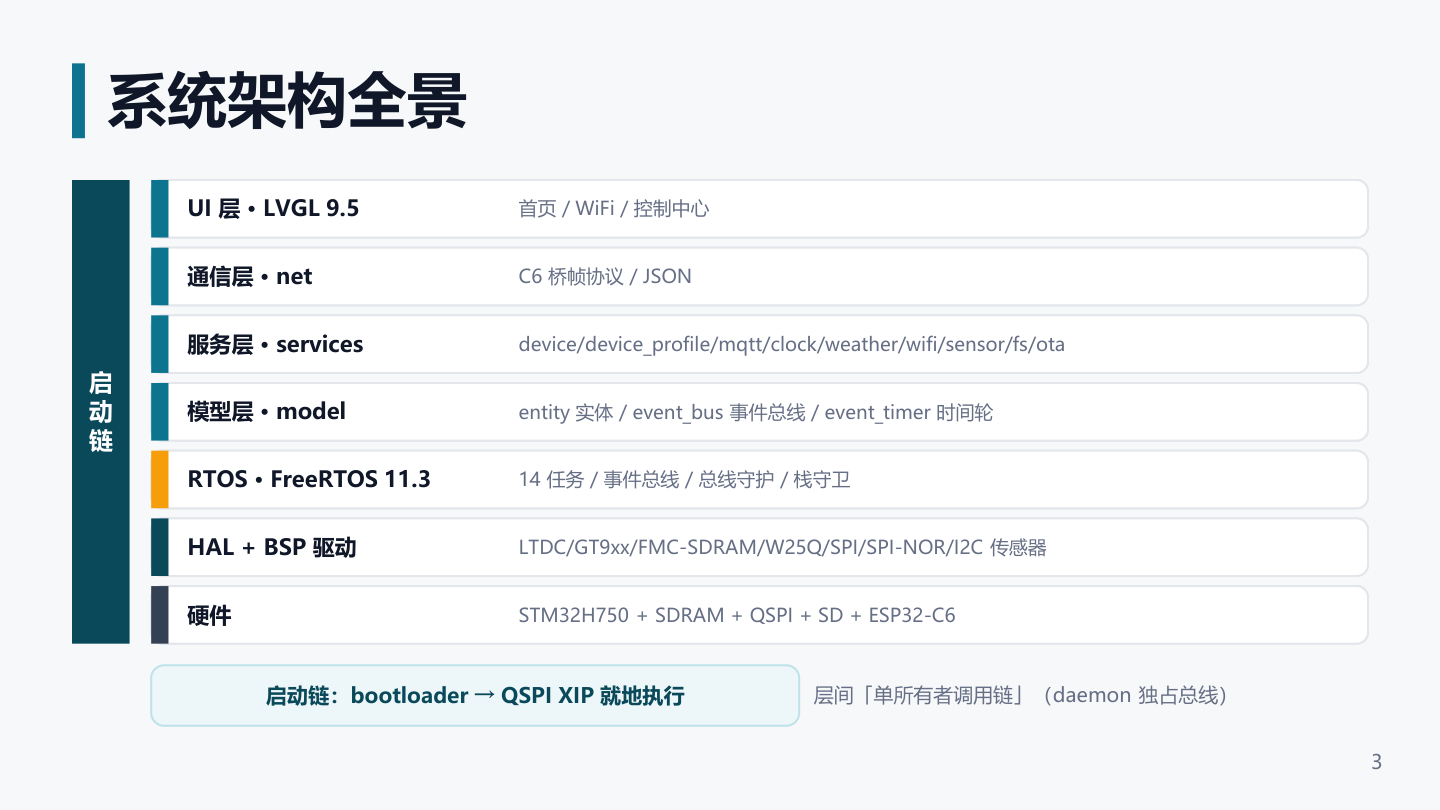 系统架构全景
启动链
UI 层 • LVGL 9.5
首页 / WiFi / 控制中心
通信层 • net
C6 桥帧协议 / JSON
服务层 • services
device/device_profile/mqtt/clock/weather/wifi/sensor/fs/ota
模型层 • model
entity 实体 / event_bus 事件总线 / event_timer 时间轮
RTOS • FreeRTOS 11.3
14 任务 / 事件总线 / 总线守护 / 栈守卫
HAL + BSP 驱动
LTDC/GT9xx/FMC-SDRAM/W25Q/SPI/SPI-NOR/I2C 传感器
硬件
STM32H750 + SDRAM + QSPI + SD + ESP32-C6
启动链：bootloader → QSPI XIP 就地执行
层间「单所有者调用链」（daemon 独占总线）
3